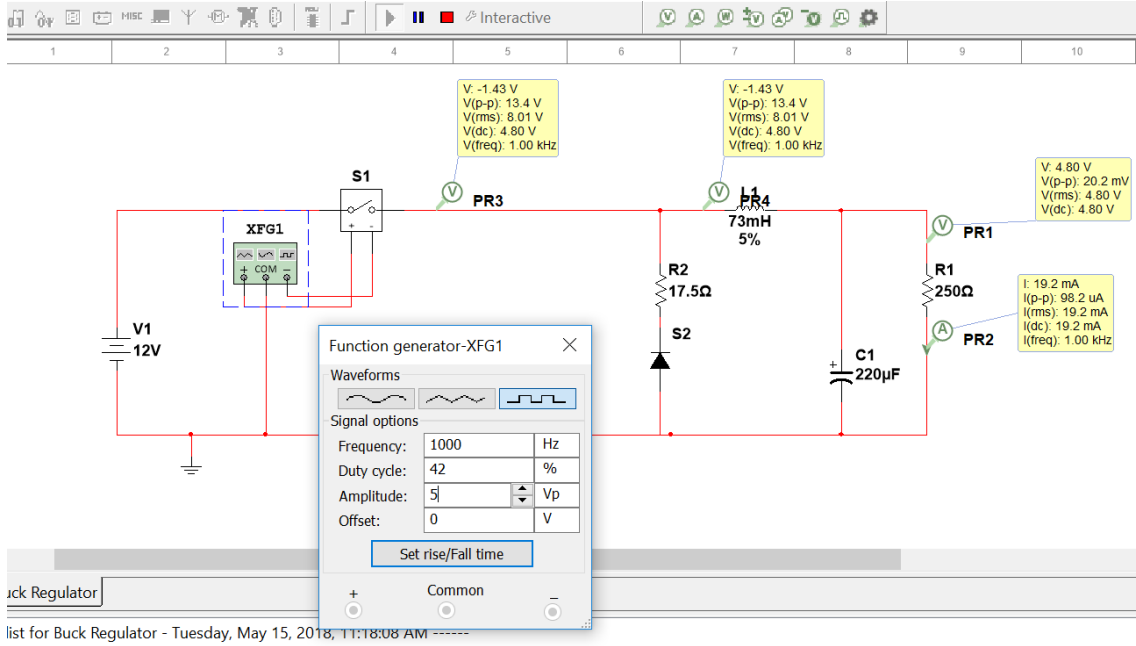 MISC
Interactive
1 2 3 4 5 6 7 8 9 10
V: -1.43 V
V(p-p): 13.4 V
V(rms): 8.01 V
V(dc): 4.80 V
V(freq): 1.00 kHz
V: -1.43 V
V(p-p): 13.4 V
V(rms): 8.01 V
V(dc): 4.80 V
V(freq): 1.00 kHz
V: 4.80 V
V(p-p): 20.2 mV
V(rms): 4.80 V
V(dc): 4.80 V
S1
V PR3
V L1
PR4
73mH
5%
V PR1
XFG1
+ COM −
+ -
R2
17.5Ω
R1
250Ω
I: 19.2 mA
I(p-p): 98.2 uA
I(rms): 19.2 mA
I(dc): 19.2 mA
I(freq): 1.00 kHz
V1
12V
S2
A PR2
C1
+
220µF
Function generator-XFG1
Waveforms
Signal options
Frequency: 1000 Hz
Duty cycle: 42 %
Amplitude: 5 Vp
Offset: 0 V
Set rise/Fall time
+ Common −
uck Regulator
list for Buck Regulator - Tuesday, May 15, 2018, 11:18:08 AM ------